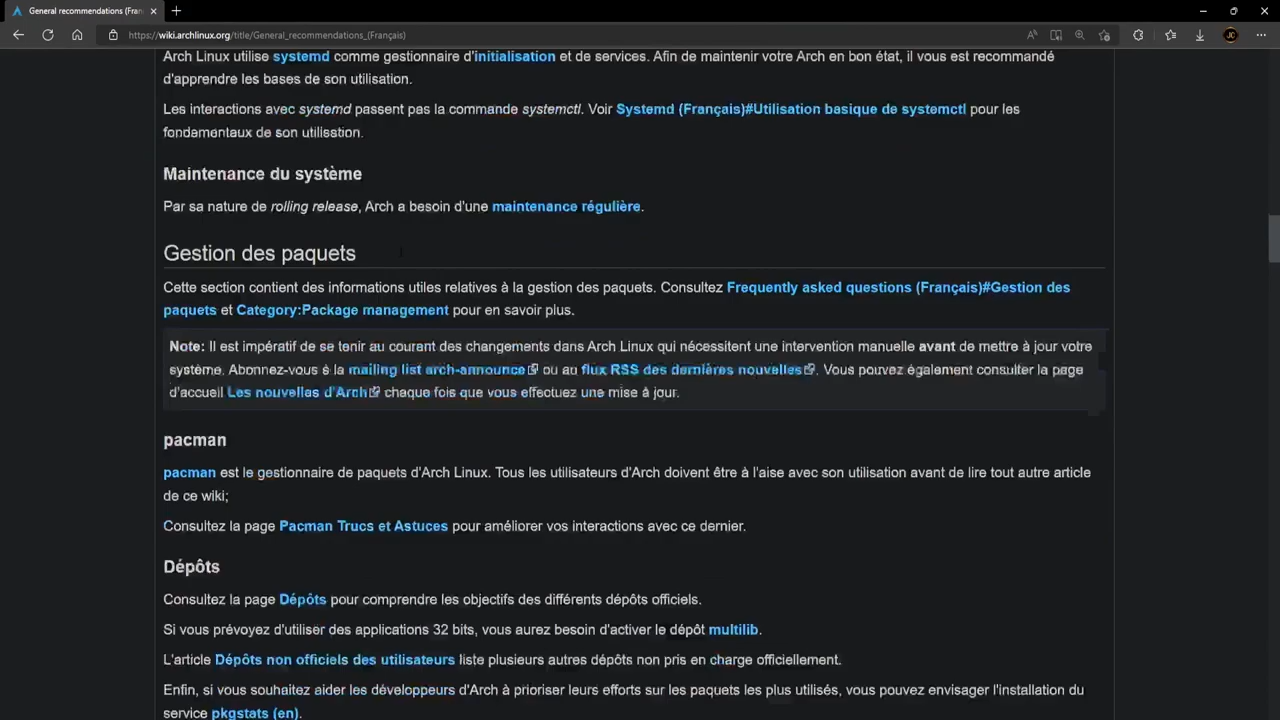 General recommendations (Fran
https://wiki.archlinux.org/title/General_recommendations_(Français)
JC
Arch Linux utilise systemd comme gestionnaire d'initialisation et de services. Afin de maintenir votre Arch en bon état, il vous est recommandé
d'apprendre les bases de son utilisation.
Les interactions avec systemd passent pas la commande systemctl. Voir Systemd (Français)#Utilisation basique de systemctl pour les
fondamentaux de son utilisation.
Maintenance du système
Par sa nature de rolling release, Arch a besoin d'une maintenance régulière.
Gestion des paquets
Cette section contient des informations utiles relatives à la gestion des paquets. Consultez Frequently asked questions (Français)#Gestion des
paquets et Category:Package management pour en savoir plus.
Note: Il est impératif de se tenir au courant des changements dans Arch Linux qui nécessitent une intervention manuelle avant de mettre à jour votre
système. Abonnez-vous à la mailing list arch-announce ou au flux RSS des dernières nouvelles. Vous pouvez également consulter la page
d'accueil Les nouvelles d'Arch chaque fois que vous effectuez une mise à jour.
pacman
pacman est le gestionnaire de paquets d'Arch Linux. Tous les utilisateurs d'Arch doivent être à l'aise avec son utilisation avant de lire tout autre article
de ce wiki;
Consultez la page Pacman Trucs et Astuces pour améliorer vos interactions avec ce dernier.
Dépôts
Consultez la page Dépôts pour comprendre les objectifs des différents dépôts officiels.
Si vous prévoyez d'utiliser des applications 32 bits, vous aurez besoin d'activer le dépôt multilib.
L'article Dépôts non officiels des utilisateurs liste plusieurs autres dépôts non pris en charge officiellement.
Enfin, si vous souhaitez aider les développeurs d'Arch à prioriser leurs efforts sur les paquets les plus utilisés, vous pouvez envisager l'installation du
service pkgstats (en).